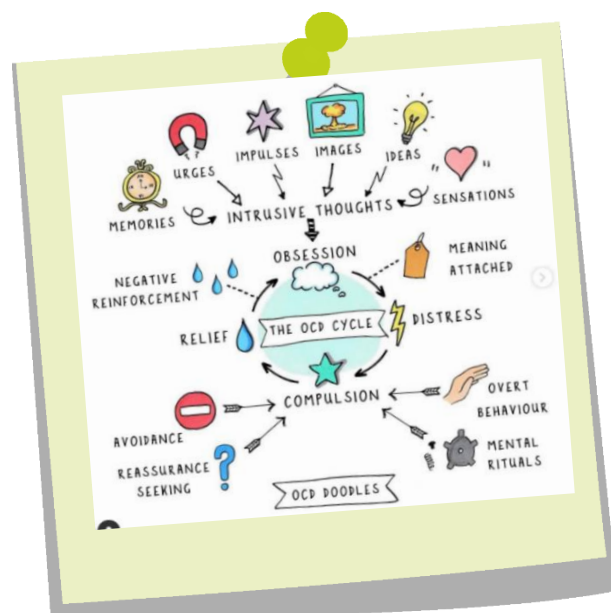 URGES
IMPULSES
IMAGES
IDEAS
MEMORIES
INTRUSIVE THOUGHTS
SENSATIONS
OBSESSION
NEGATIVE
REINFORCEMENT
MEANING
ATTACHED
RELIEF
THE OCD CYCLE
DISTRESS
COMPULSION
AVOIDANCE
OVERT
BEHAVIOUR
REASSURANCE
SEEKING
?
MENTAL
RITUALS
OCD DOODLES